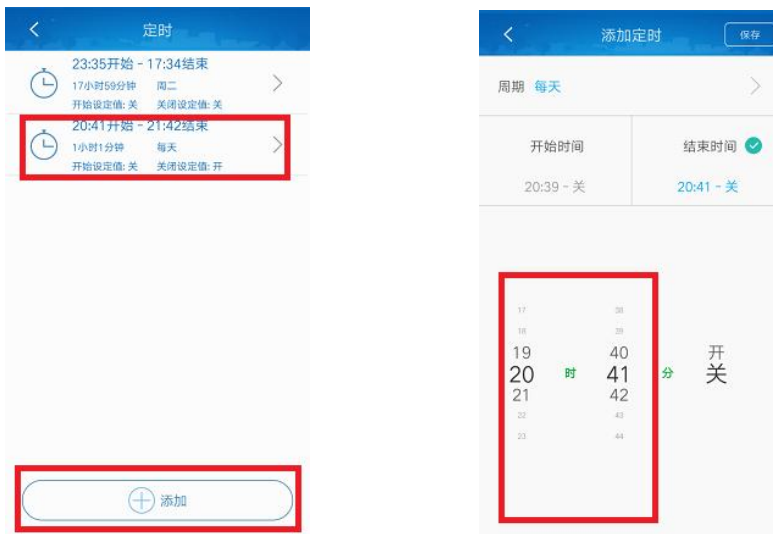 定时
23:35开始 - 17:34结束
17小时59分钟 周二
开始设定值: 关 关闭设定值: 关
20:41开始 - 21:42结束
1小时1分钟 每天
开始设定值: 关 关闭设定值: 开
添加
添加定时 保存
周期 每天
开始时间 结束时间
20:39 - 关 20:41 - 关
17 38
18 39
19 40 开
20 时 41 分 关
21 42
22 43
23 44